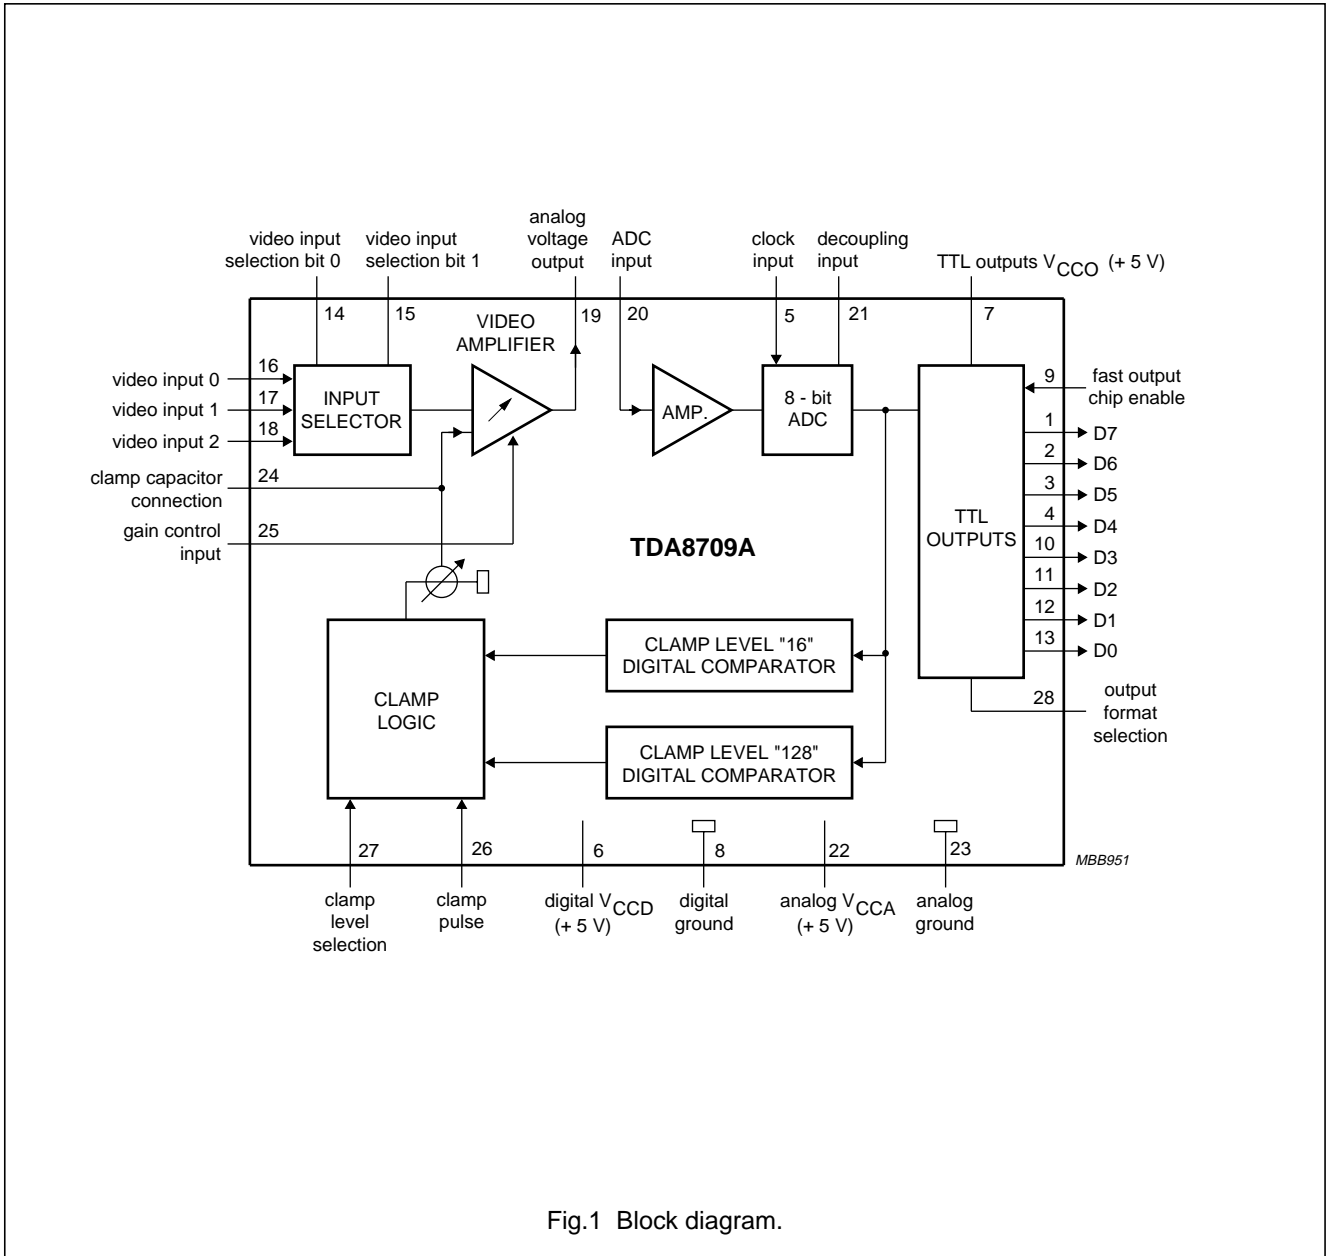 analog
voltage
output
video input
selection bit 0
video input
selection bit 1
ADC
input
clock
input
decoupling
input
TTL outputs VCCO (+ 5 V)
14
15
VIDEO
AMPLIFIER
19
20
5
21
7
video input 0
16
video input 1
17
video input 2
18
INPUT
SELECTOR
AMP.
8 - bit
ADC
9
fast output
chip enable
1
D7
2
D6
3
D5
4
D4
10
D3
11
D2
12
D1
13
D0
TTL
OUTPUTS
clamp capacitor
connection
24
gain control
input
25
TDA8709A
CLAMP
LOGIC
CLAMP LEVEL "16"
DIGITAL COMPARATOR
CLAMP LEVEL "128"
DIGITAL COMPARATOR
28
output
format
selection
27
26
6
8
22
23
MBB951
clamp
level
selection
clamp
pulse
digital VCCD
(+ 5 V)
digital
ground
analog VCCA
(+ 5 V)
analog
ground
Fig.1 Block diagram.